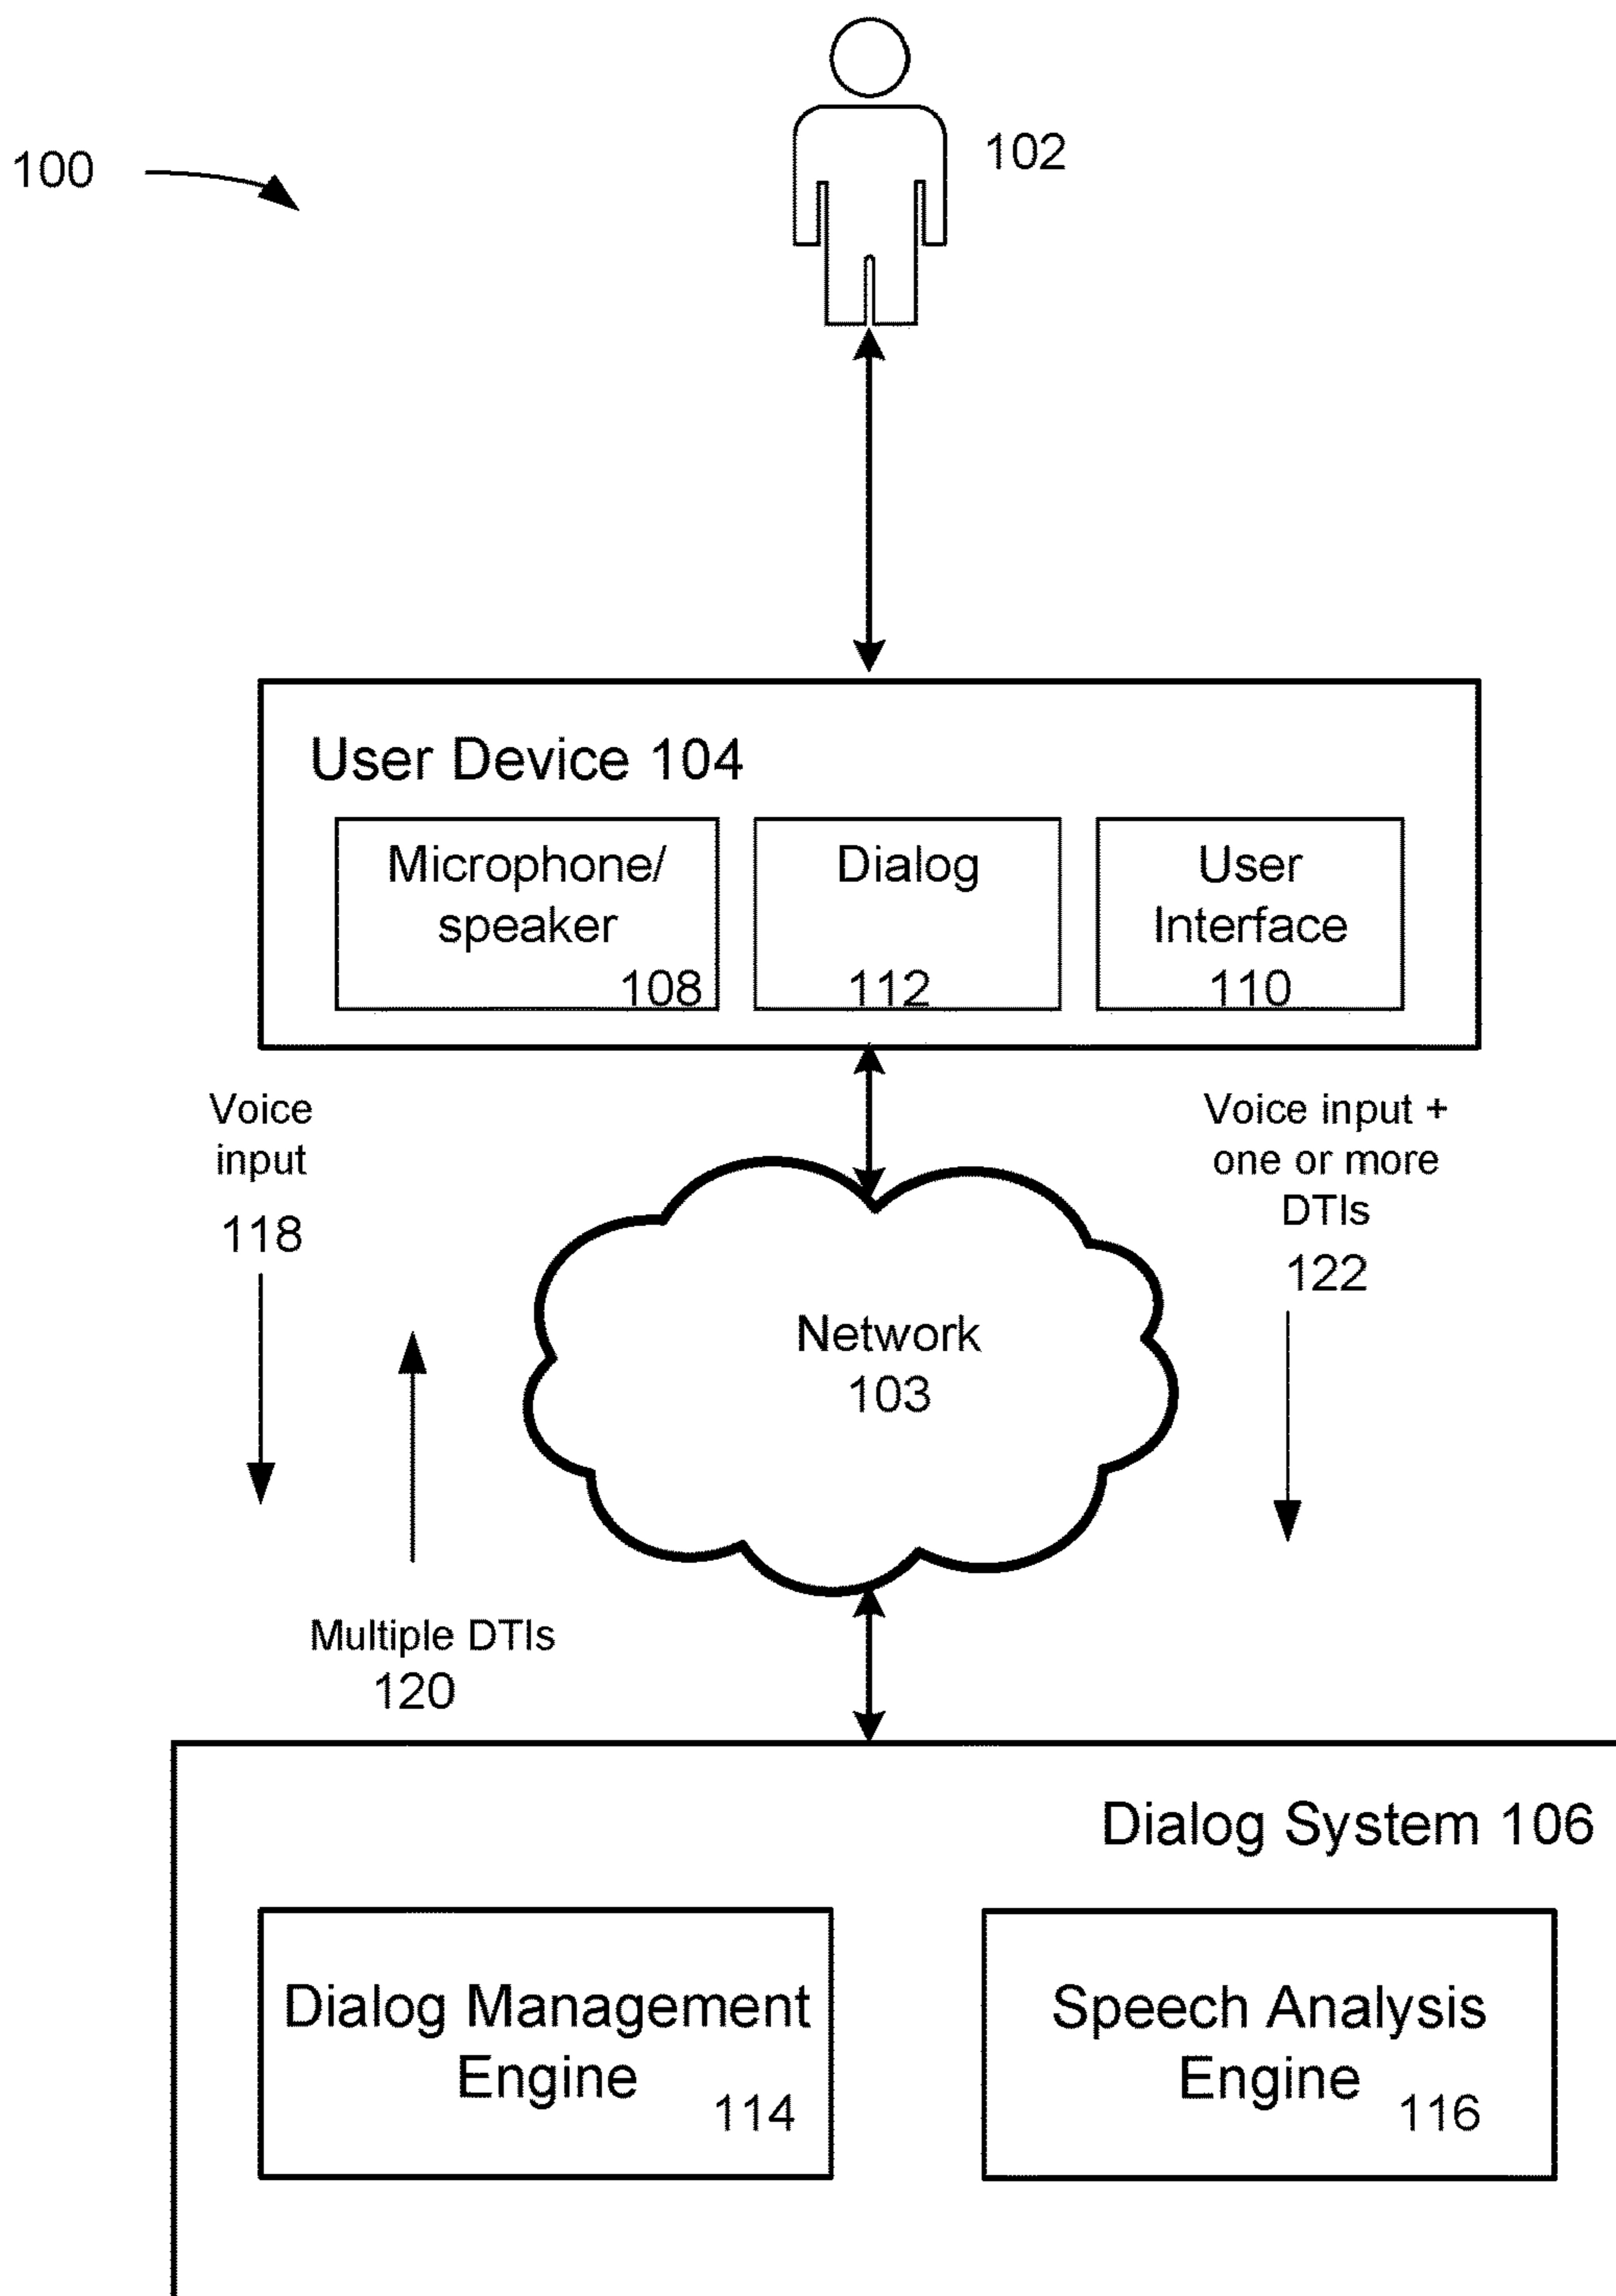 100
102
User Device 104
Microphone/
speaker
108
Dialog
112
User
Interface
110
Voice
input
118
Voice input +
one or more
DTIs
122
Network
103
Multiple DTIs
120
Dialog System 106
Dialog Management
Engine
114
Speech Analysis
Engine
116